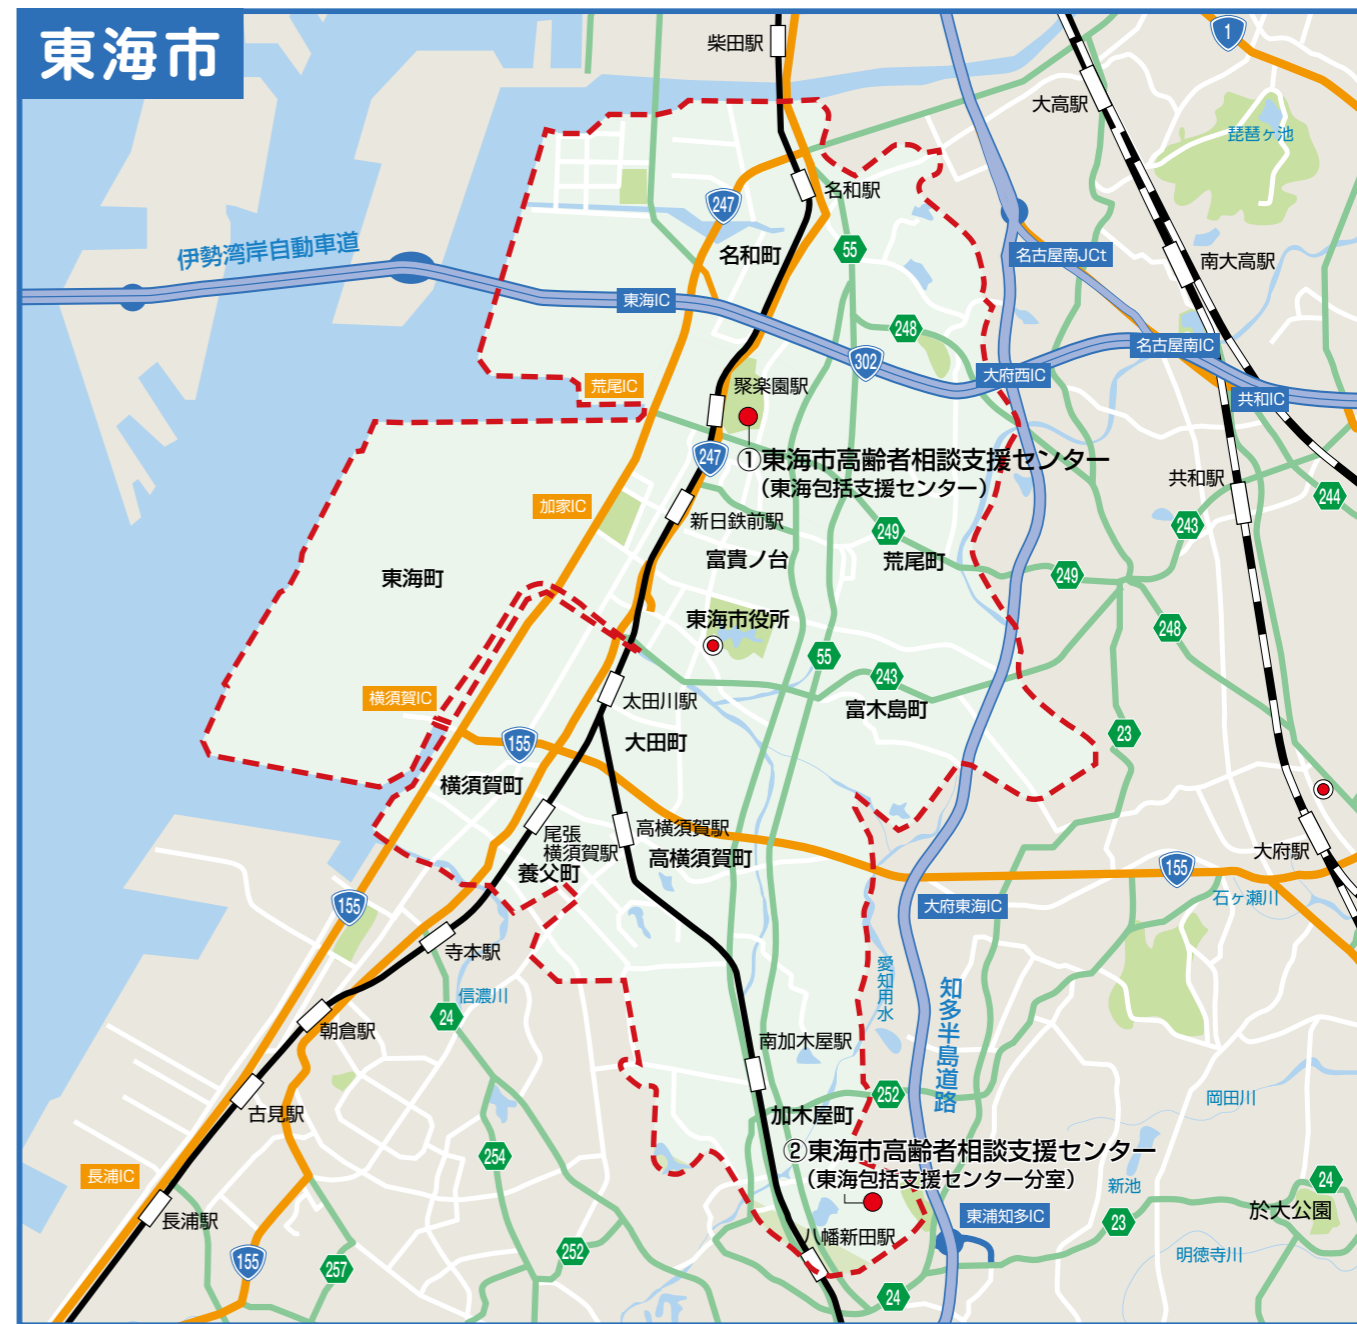 東海市
柴田駅
1
大高駅
琵琶ヶ池
名和駅
247
名和町
55
伊勢湾岸自動車道
名古屋南JCt
南大高駅
東海IC
248
302
名古屋南IC
大府西IC
荒尾IC
聚楽園駅
共和IC
247
①東海市高齢者相談支援センター
(東海包括支援センター)
共和駅
244
加家IC
新日鉄前駅
249
243
富貴ノ台
荒尾町
東海町
249
東海市役所
248
55
243
横須賀IC
太田川駅
富木島町
155
大田町
23
横須賀町
尾張
横須賀駅
高横須賀駅
高横須賀町
養父町
大府駅
155
155
大府東海IC
石ヶ瀬川
寺本駅
信濃川
愛知用水
知多半島道路
24
朝倉駅
南加木屋駅
252
岡田川
古見駅
加木屋町
254
②東海市高齢者相談支援センター
(東海包括支援センター分室)
長浦IC
長浦駅
新池
24
於大公園
東浦知多IC
23
八幡新田駅
明徳寺川
155
257
252
24